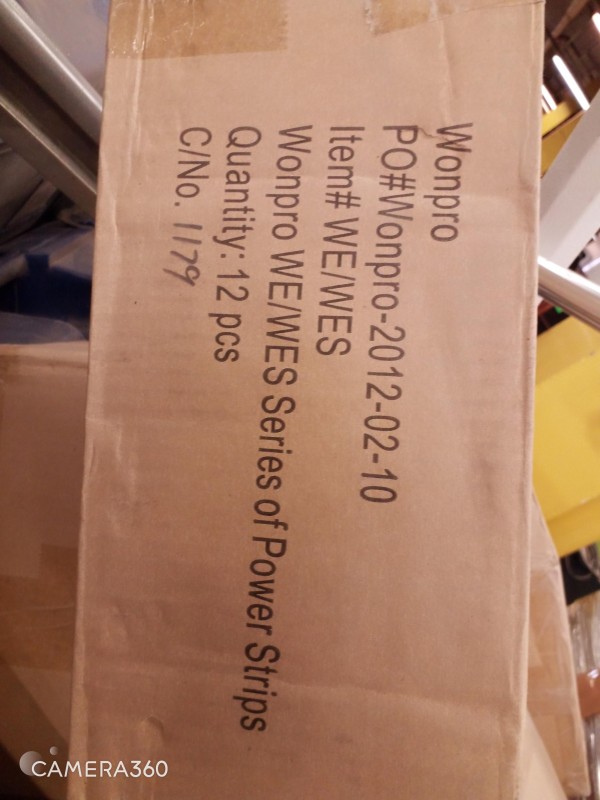 Wonpro
PO#Wonpro-2012-02-10
Item# WE/WES
Wonpro WE/WES Series of Power Strips
Quantity: 12 pcs
C/No. 1179
CAMERA360